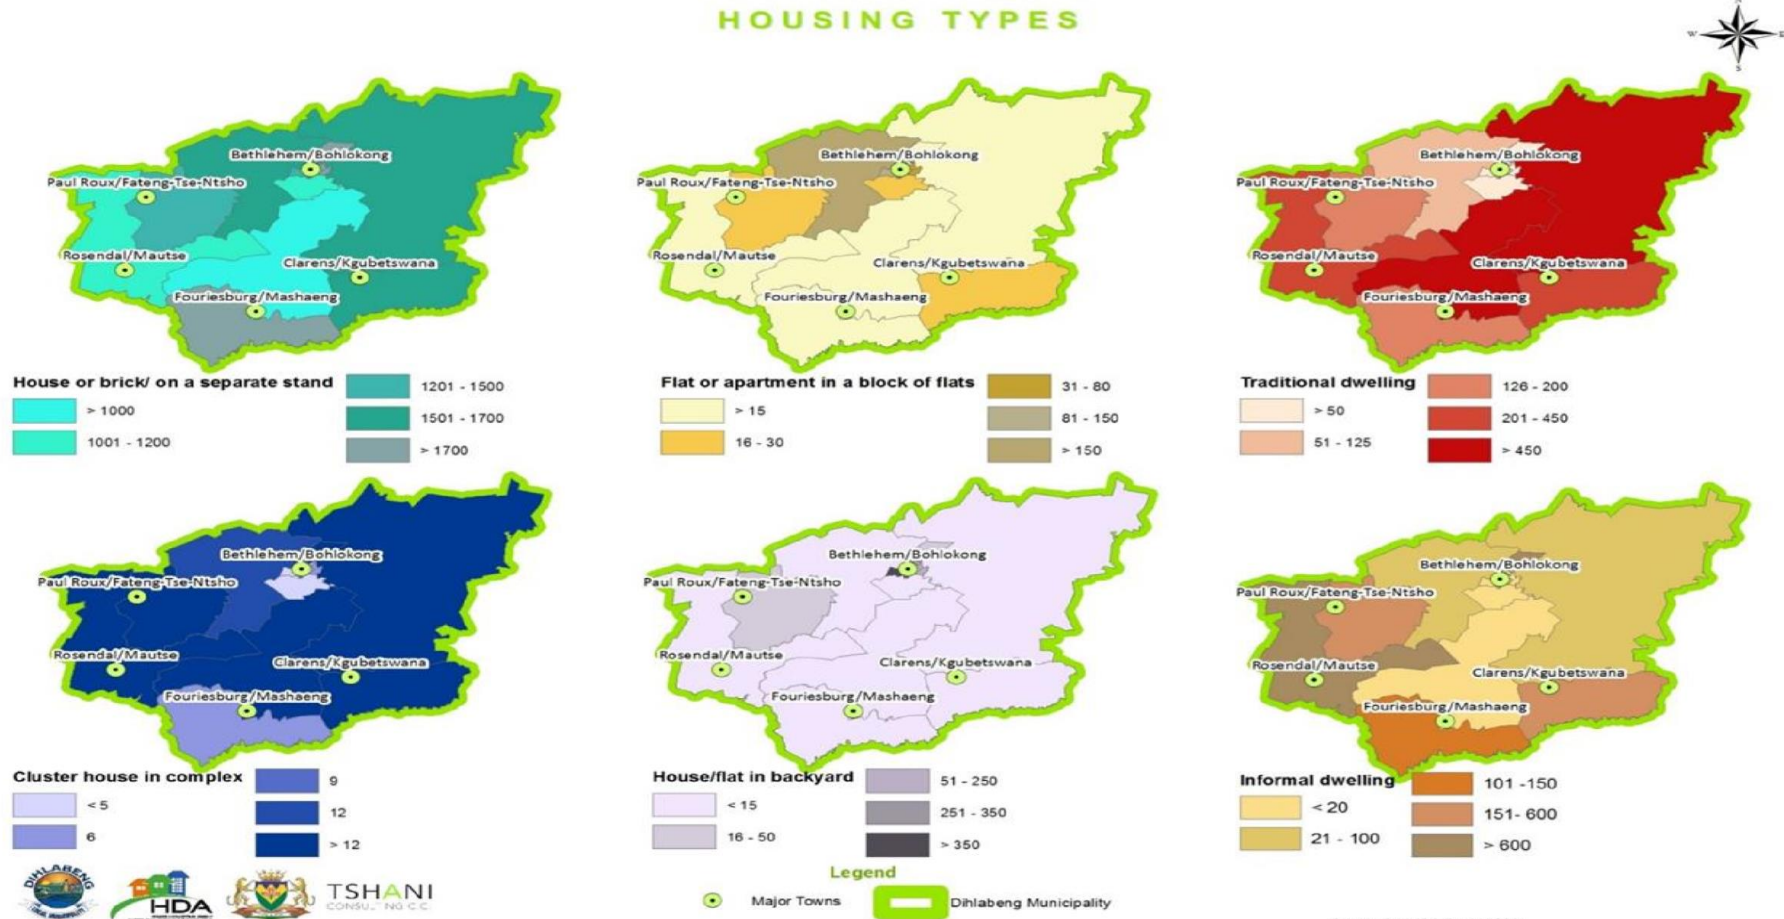 HOUSING TYPES
N
W
E
S
Bethlehem/Bohlokong
Paul Roux/Fateng-Tse-Ntsho
Rosendal/Mautse
Clarens/Kgubetswana
Fouriesburg/Mashaeng
House or brick/ on a separate stand
> 1000
1001 - 1200
1201 - 1500
1501 - 1700
> 1700
Bethlehem/Bohlokong
Paul Roux/Fateng-Tse-Ntsho
Rosendal/Mautse
Clarens/Kgubetswana
Fouriesburg/Mashaeng
Flat or apartment in a block of flats
> 15
16 - 30
31 - 80
81 - 150
> 150
Bethlehem/Bohlokong
Paul Roux/Fateng-Tse-Ntsho
Rosendal/Mautse
Clarens/Kgubetswana
Fouriesburg/Mashaeng
Traditional dwelling
> 50
51 - 125
126 - 200
201 - 450
> 450
Bethlehem/Bohlokong
Paul Roux/Fateng-Tse-Ntsho
Rosendal/Mautse
Clarens/Kgubetswana
Fouriesburg/Mashaeng
Cluster house in complex
< 5
6
9
12
> 12
Bethlehem/Bohlokong
Paul Roux/Fateng-Tse-Ntsho
Rosendal/Mautse
Clarens/Kgubetswana
Fouriesburg/Mashaeng
House/flat in backyard
< 15
16 - 50
51 - 250
251 - 350
> 350
Bethlehem/Bohlokong
Paul Roux/Fateng-Tse-Ntsho
Rosendal/Mautse
Clarens/Kgubetswana
Fouriesburg/Mashaeng
Informal dwelling
< 20
21 - 100
101 -150
151- 600
> 600
DIHLABENG
HDA
TSHANI
CONSULTING C.C.
Legend
Major Towns
Dihlabeng Municipality